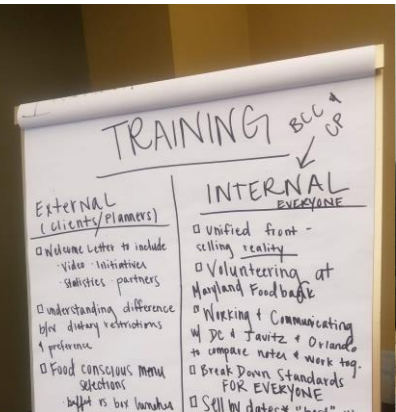 TRAINING
BCC &
CP
External
(clients/planners)
Welcome Letter to include
· Video · Initiatives
· Statistics · partners
understanding difference
b/w dietary restrictions
& preference
Food conscious menu
selections
· buffet vs box lunches
INTERNAL
EVERYONE
unified front -
selling reality
Volunteering at
Maryland Foodbank
Working & Communicating
w/ DC & Javitz & Orlando
to compare notes & work tog.
Break Down Standards
FOR EVERYONE
Sell by dates * "best"